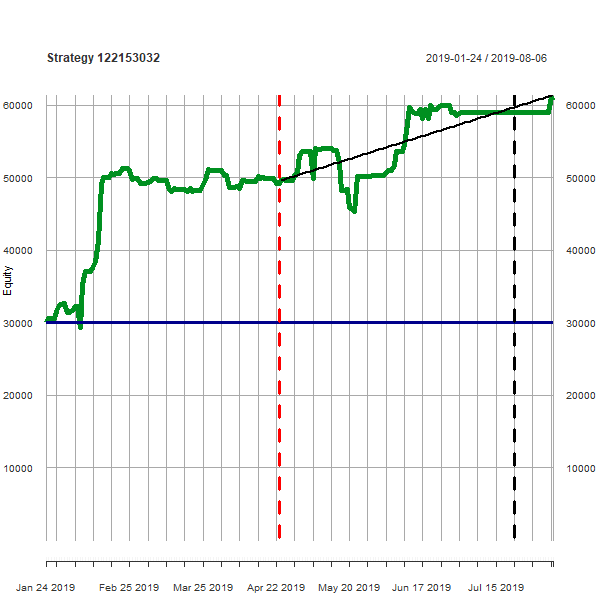 Strategy 122153032
2019-01-24 / 2019-08-06
60000
60000
50000
50000
40000
40000
Equity
30000
30000
20000
20000
10000
10000
Jan 24 2019
Feb 25 2019
Mar 25 2019
Apr 22 2019
May 20 2019
Jun 17 2019
Jul 15 2019